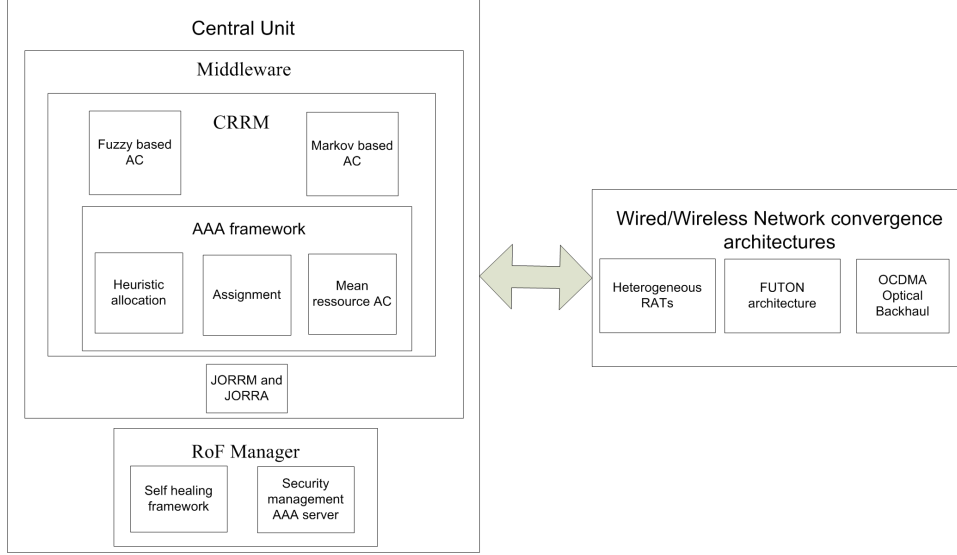 Central Unit
Middleware
CRRM
Fuzzy based
AC
Markov based
AC
AAA framework
Heuristic
allocation
Assignment
Mean
ressource AC
JORRM and
JORRA
RoF Manager
Self healing
framework
Security
management
AAA server
Wired/Wireless Network convergence
architectures
Heterogeneous
RATs
FUTON
architecture
OCDMA
Optical
Backhaul